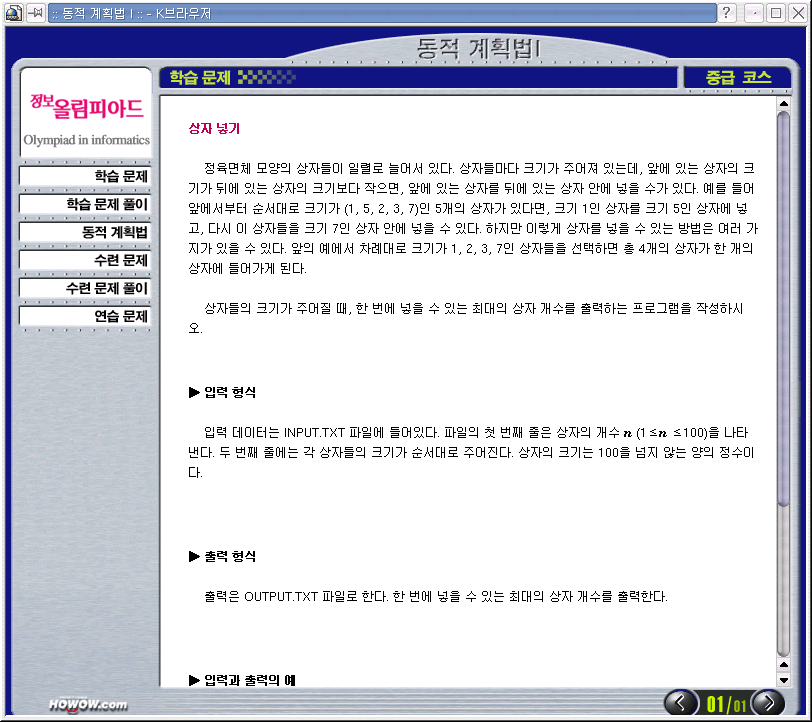 :: 동적 계획법 I :: - K브라우저
동적 계획법I
학습 문제
중급 코스
정보올림피아드
Olympiad in informatics
학습 문제
학습 문제 풀이
동적 계획법
수련 문제
수련 문제 풀이
연습 문제
상자 넣기
정육면체 모양의 상자들이 일렬로 늘어서 있다. 상자들마다 크기가 주어져 있는데, 앞에 있는 상자의 크
기가 뒤에 있는 상자의 크기보다 작으면, 앞에 있는 상자를 뒤에 있는 상자 안에 넣을 수가 있다. 예를 들어
앞에서부터 순서대로 크기가 (1, 5, 2, 3, 7)인 5개의 상자가 있다면, 크기 1인 상자를 크기 5인 상자에 넣
고, 다시 이 상자들을 크기 7인 상자 안에 넣을 수 있다. 하지만 이렇게 상자를 넣을 수 있는 방법은 여러 가
지가 있을 수 있다. 앞의 예에서 차례대로 크기가 1, 2, 3, 7인 상자들을 선택하면 총 4개의 상자가 한 개의
상자에 들어가게 된다.
상자들의 크기가 주어질 때, 한 번에 넣을 수 있는 최대의 상자 개수를 출력하는 프로그램을 작성하시
오.
▶ 입력 형식
입력 데이터는 INPUT.TXT 파일에 들어있다. 파일의 첫 번째 줄은 상자의 개수 n (1≤n ≤100)을 나타
낸다. 두 번째 줄에는 각 상자들의 크기가 순서대로 주어진다. 상자의 크기는 100을 넘지 않는 양의 정수이
다.
▶ 출력 형식
출력은 OUTPUT.TXT 파일로 한다. 한 번에 넣을 수 있는 최대의 상자 개수를 출력한다.
▶ 입력과 출력의 예
HOWOW.com
01/01